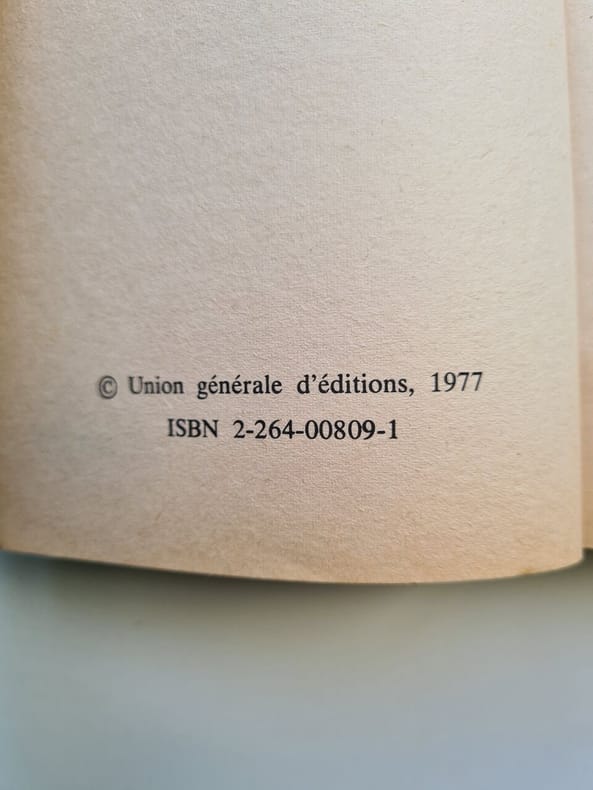 © Union générale d'éditions, 1977
ISBN 2-264-00809-1